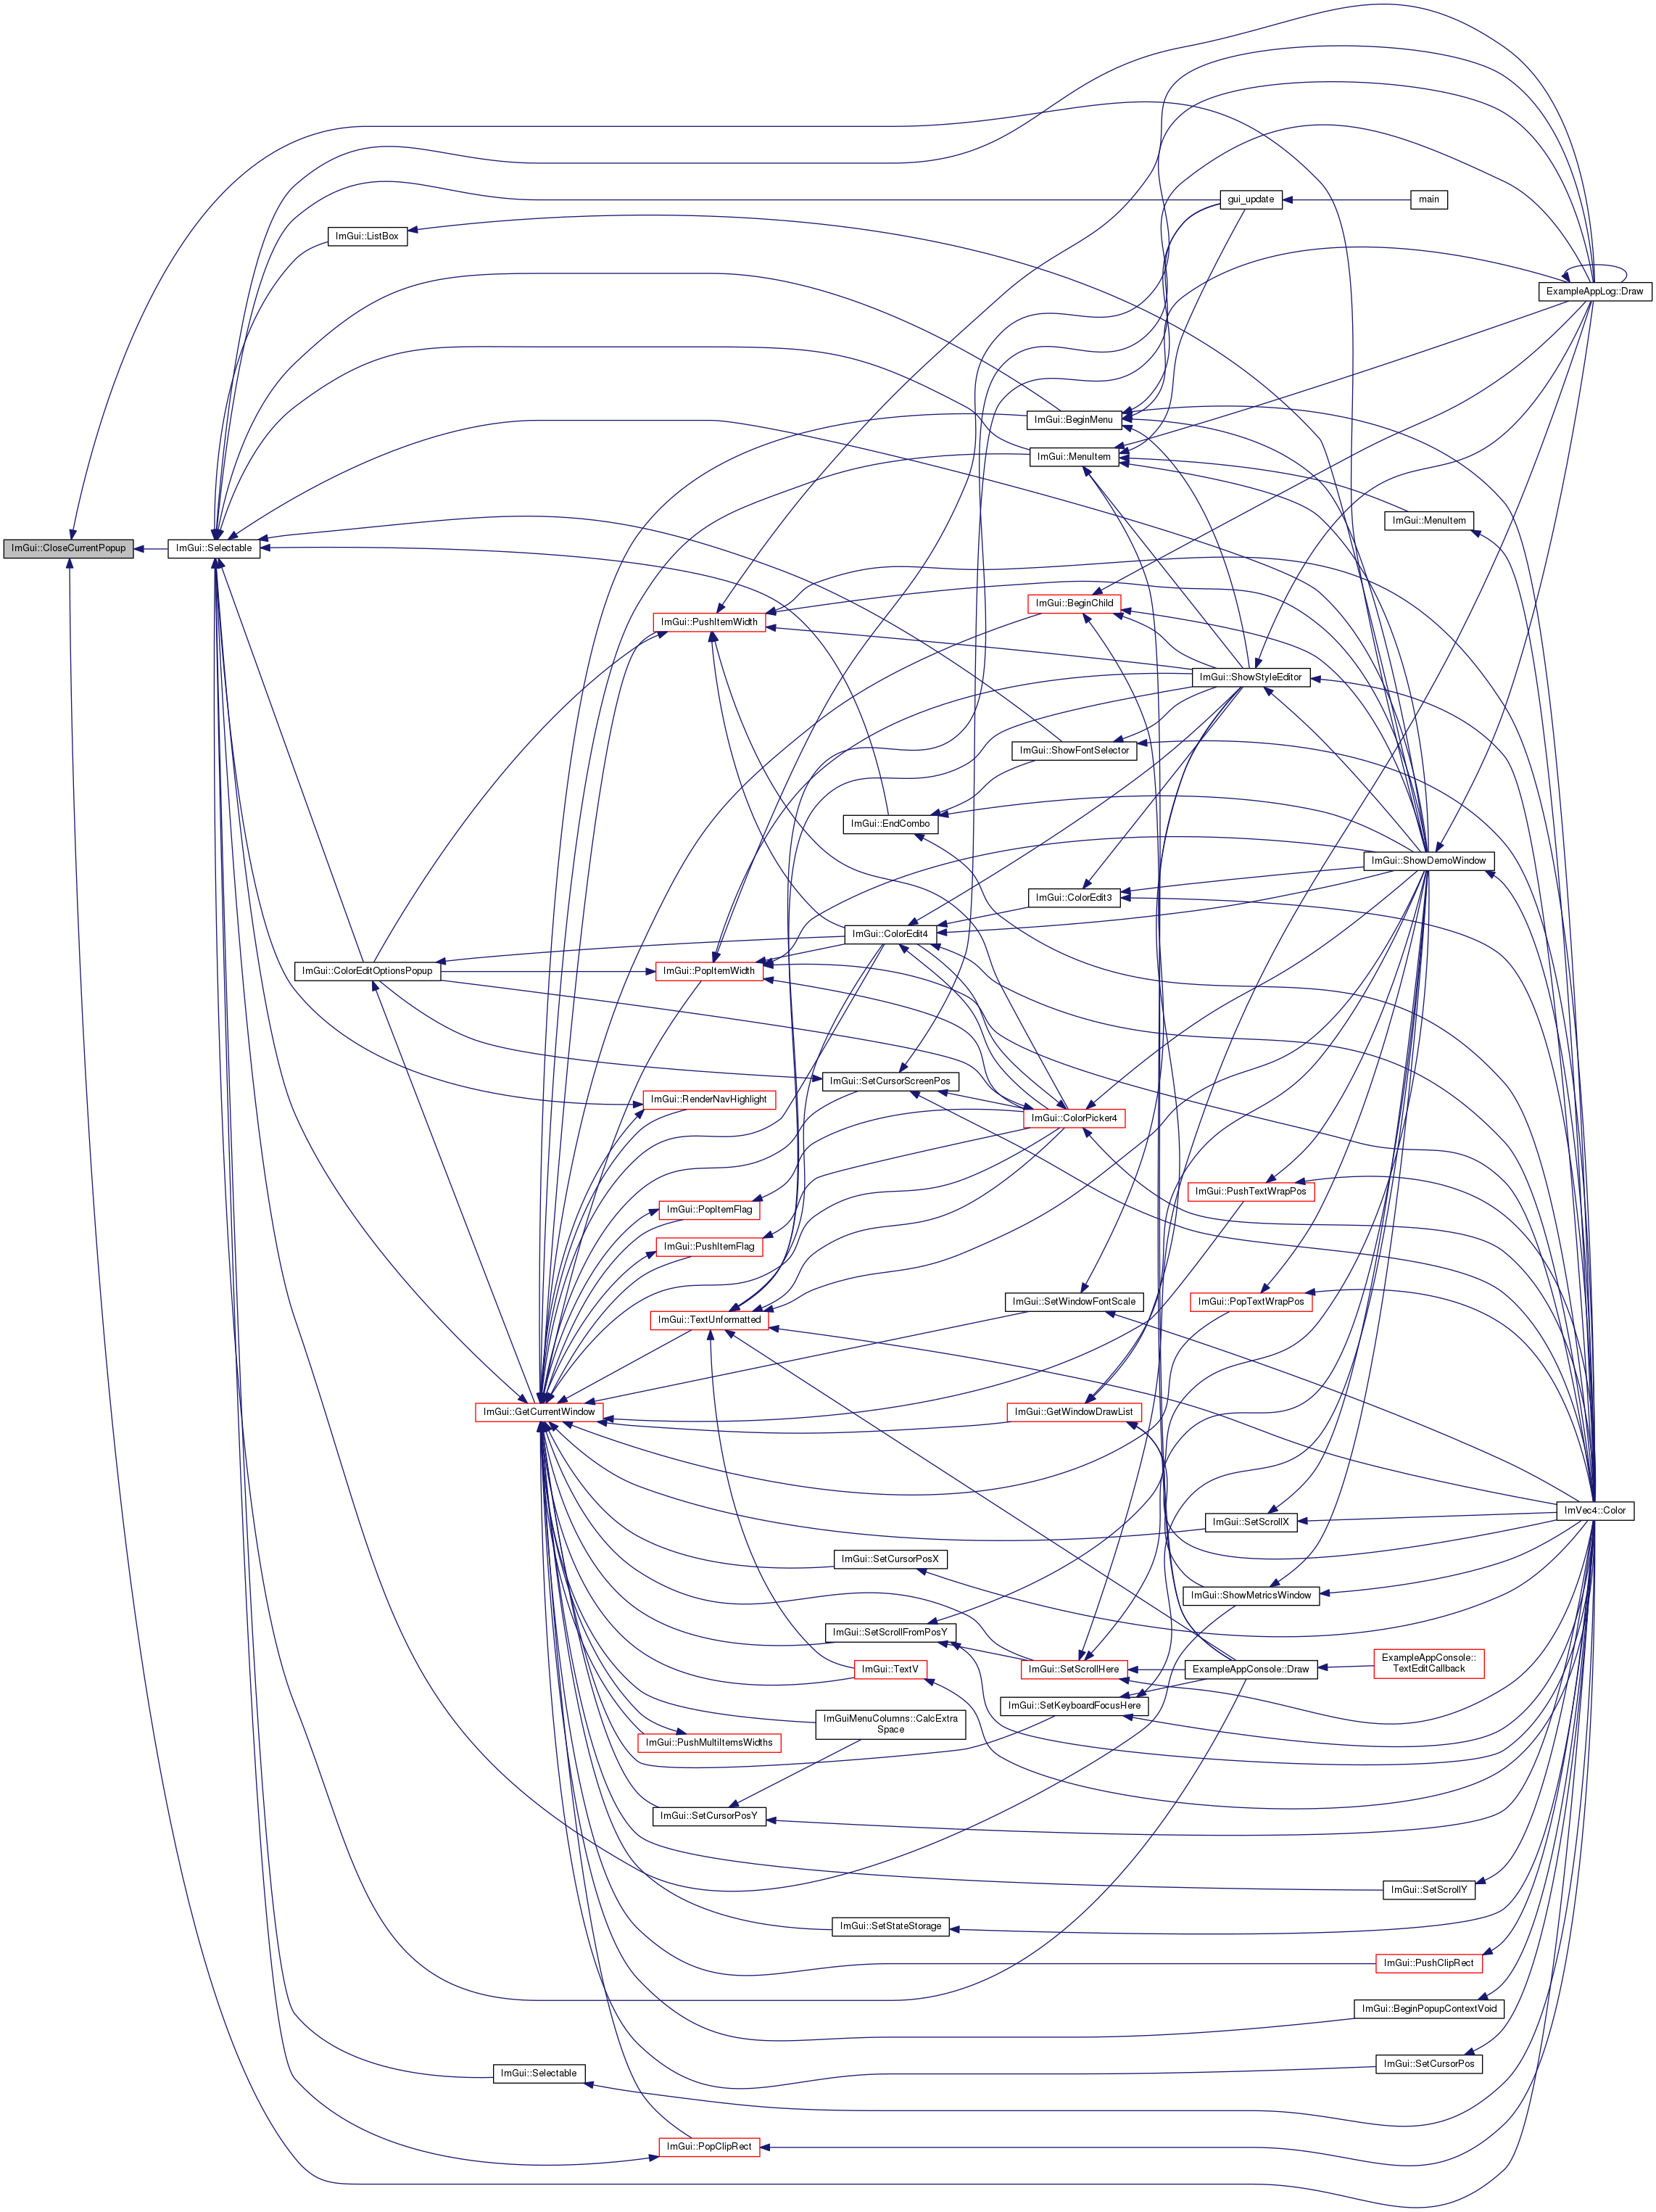 gui_update
main
ImGui::ListBox
ExampleAppLog::Draw
ImGui::BeginMenu
ImGui::MenuItem
ImGui::MenuItem
ImGui::CloseCurrentPopup
ImGui::Selectable
ImGui::BeginChild
ImGui::PushItemWidth
ImGui::ShowStyleEditor
ImGui::ShowFontSelector
ImGui::EndCombo
ImGui::ShowDemoWindow
ImGui::ColorEdit3
ImGui::ColorEdit4
ImGui::ColorEditOptionsPopup
ImGui::PopItemWidth
ImGui::SetCursorScreenPos
ImGui::RenderNavHighlight
ImGui::ColorPicker4
ImGui::PushTextWrapPos
ImGui::PopItemFlag
ImGui::PushItemFlag
ImGui::SetWindowFontScale
ImGui::PopTextWrapPos
ImGui::TextUnformatted
ImGui::GetCurrentWindow
ImGui::GetWindowDrawList
ImVec4::Color
ImGui::SetScrollX
ImGui::SetCursorPosX
ImGui::ShowMetricsWindow
ImGui::SetScrollFromPosY
ExampleAppConsole::
TextEditCallback
ImGui::TextV
ImGui::SetScrollHere
ExampleAppConsole::Draw
ImGui::SetKeyboardFocusHere
ImGuiMenuColumns::CalcExtra
Space
ImGui::PushMultiItemsWidths
ImGui::SetCursorPosY
ImGui::SetScrollY
ImGui::SetStateStorage
ImGui::PushClipRect
ImGui::BeginPopupContextVoid
ImGui::SetCursorPos
ImGui::Selectable
ImGui::PopClipRect